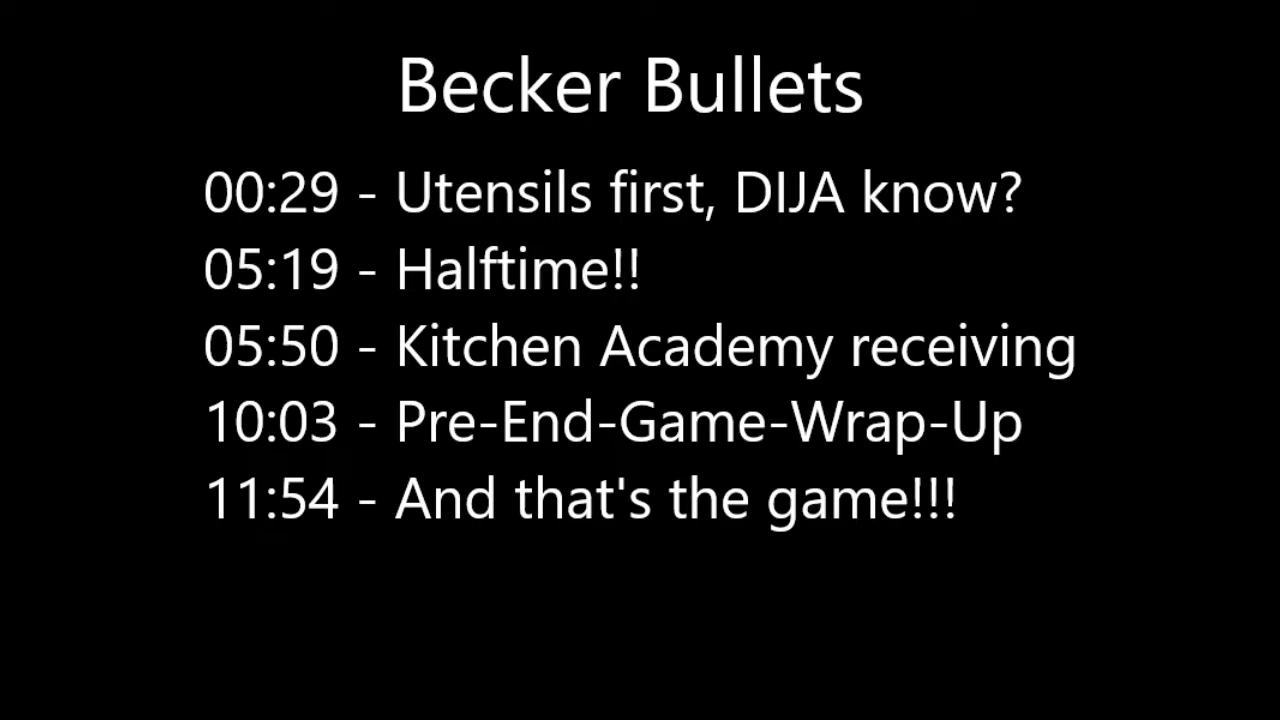 Becker Bullets
00:29 - Utensils first, DIJA know?
05:19 - Halftime!!
05:50 - Kitchen Academy receiving
10:03 - Pre-End-Game-Wrap-Up
11:54 - And that's the game!!!